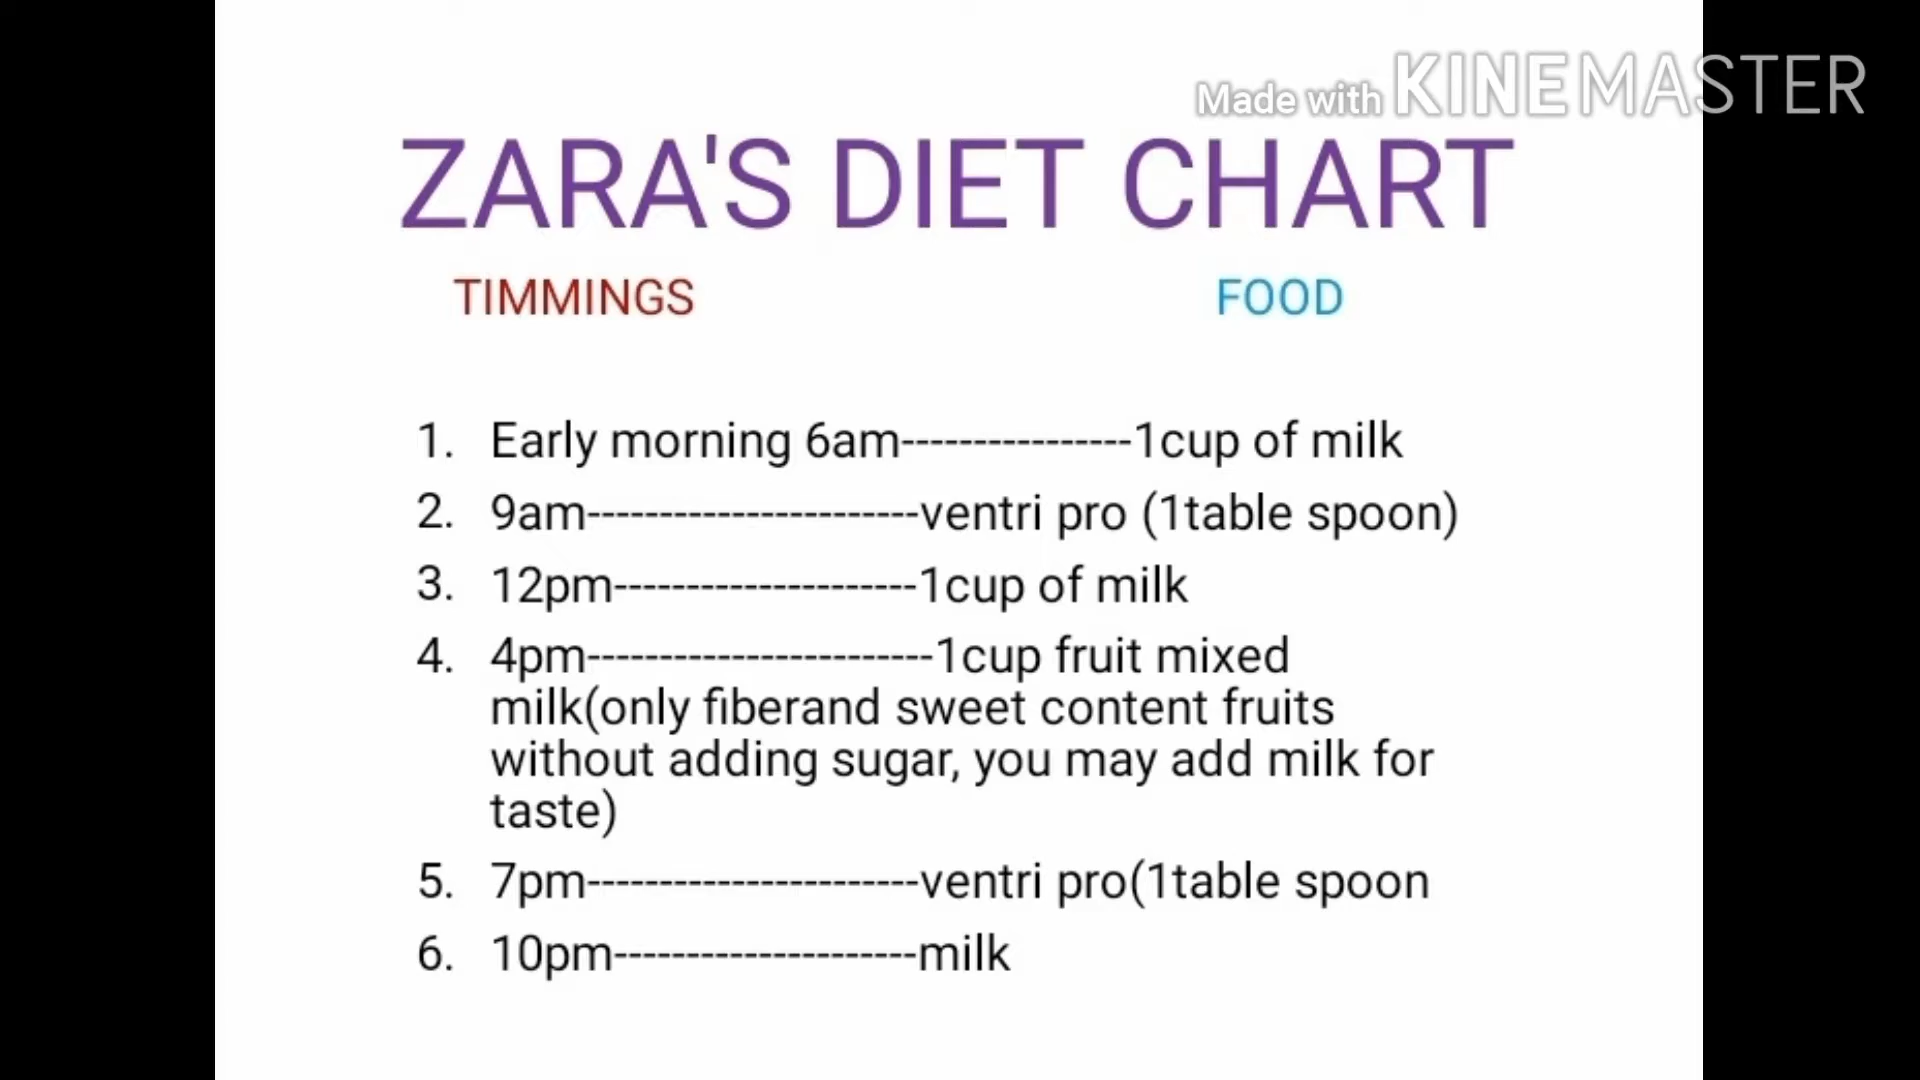 Made with KINEMASTER
ZARA'S DIET CHART
TIMMINGS FOOD
1. Early morning 6am----------------1cup of milk
2. 9am-----------------------ventri pro (1table spoon)
3. 12pm---------------------1cup of milk
4. 4pm------------------------1cup fruit mixed
milk(only fiberand sweet content fruits
without adding sugar, you may add milk for
taste)
5. 7pm-----------------------ventri pro(1table spoon
6. 10pm---------------------milk